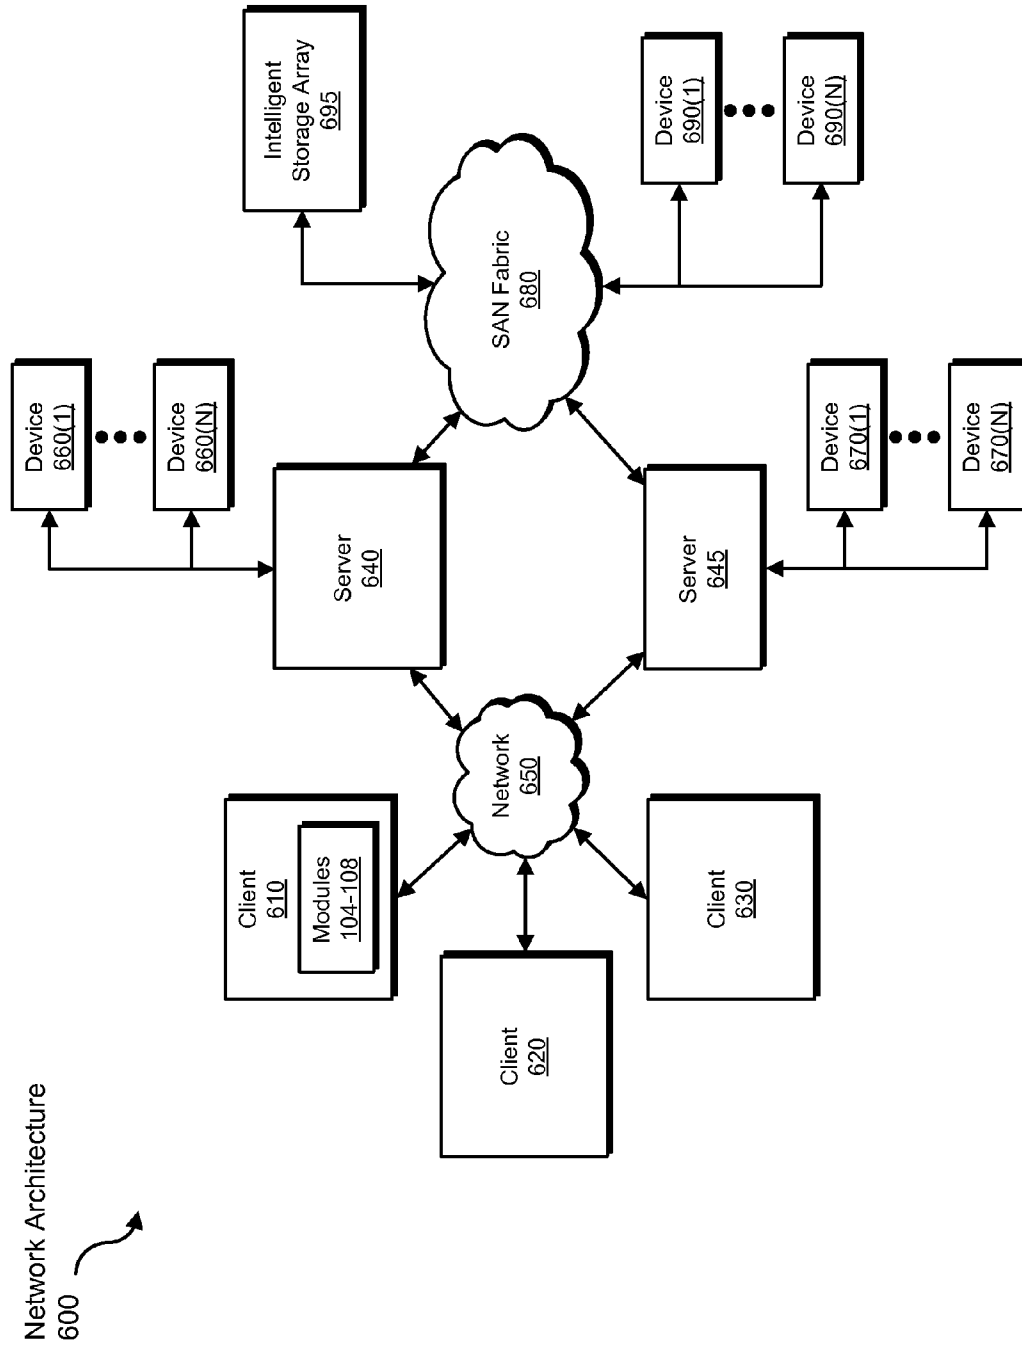 Network Architecture
600
Client
610
Modules
104-108
Client
620
Client
630
Network
650
Server
640
Server
645
Device
660(1)
Device
660(N)
Device
670(1)
Device
670(N)
SAN Fabric
680
Intelligent
Storage Array
695
Device
690(1)
Device
690(N)